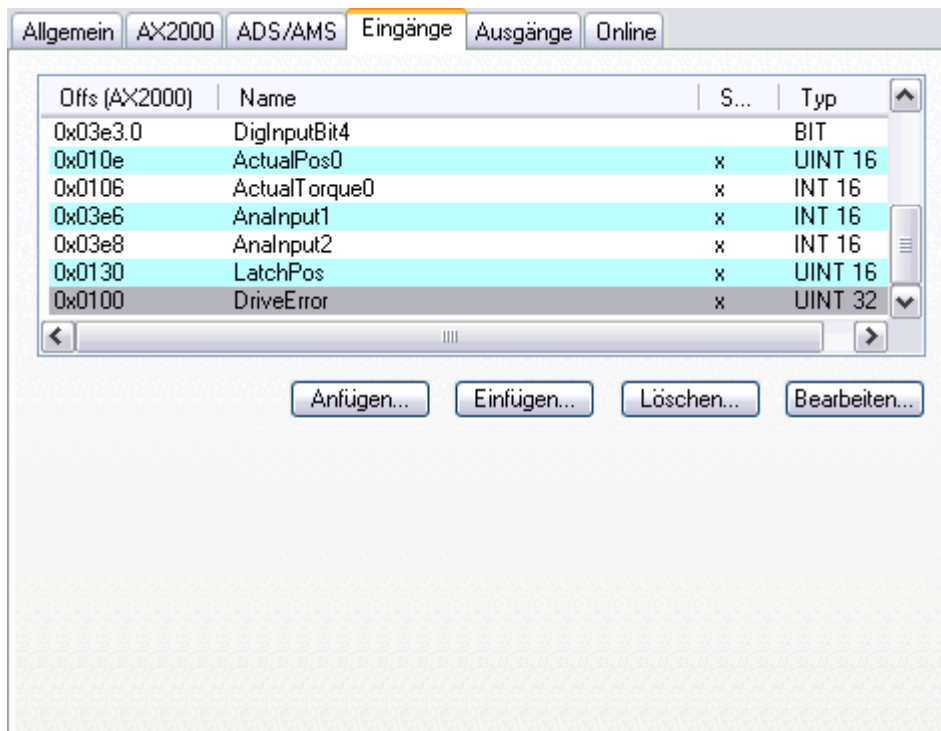 Allgemein AX2000 ADS/AMS Eingänge Ausgänge Online
Offs (AX2000) Name S... Typ
0x03e3.0 DigInputBit4 BIT
0x010e ActualPos0 x UINT 16
0x0106 ActualTorque0 x INT 16
0x03e6 AnaInput1 x INT 16
0x03e8 AnaInput2 x INT 16
0x0130 LatchPos x UINT 16
0x0100 DriveError x UINT 32
Anfügen... Einfügen... Löschen... Bearbeiten...